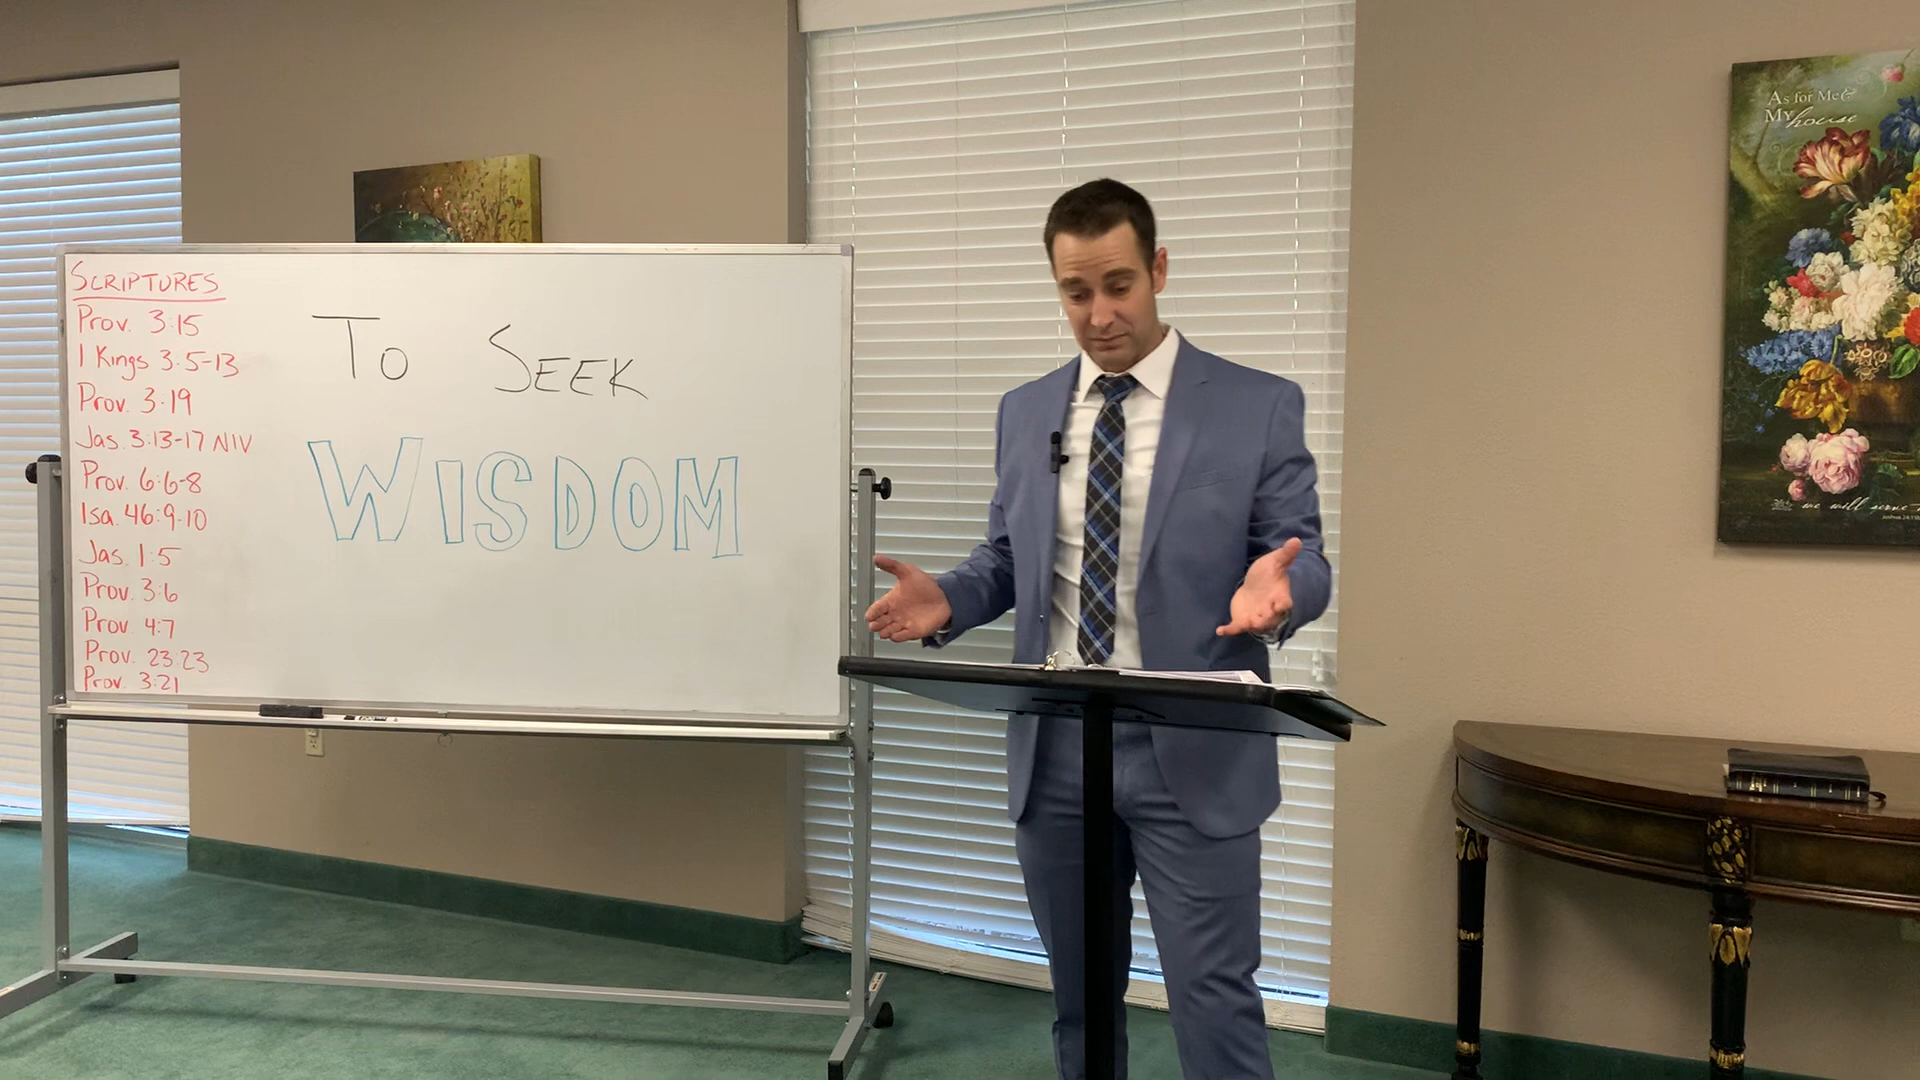 SCRIPTURES
Prov. 3:15
1 Kings 3:5-13
Prov. 3:19
Jas. 3:13-17 NIV
Prov. 6:6-8
Isa. 46:9-10
Jas. 1:5
Prov. 3:6
Prov. 4:7
Prov. 23:23
Prov. 3:21
TO SEEK
WISDOM
As for Me &
My house
we will serve